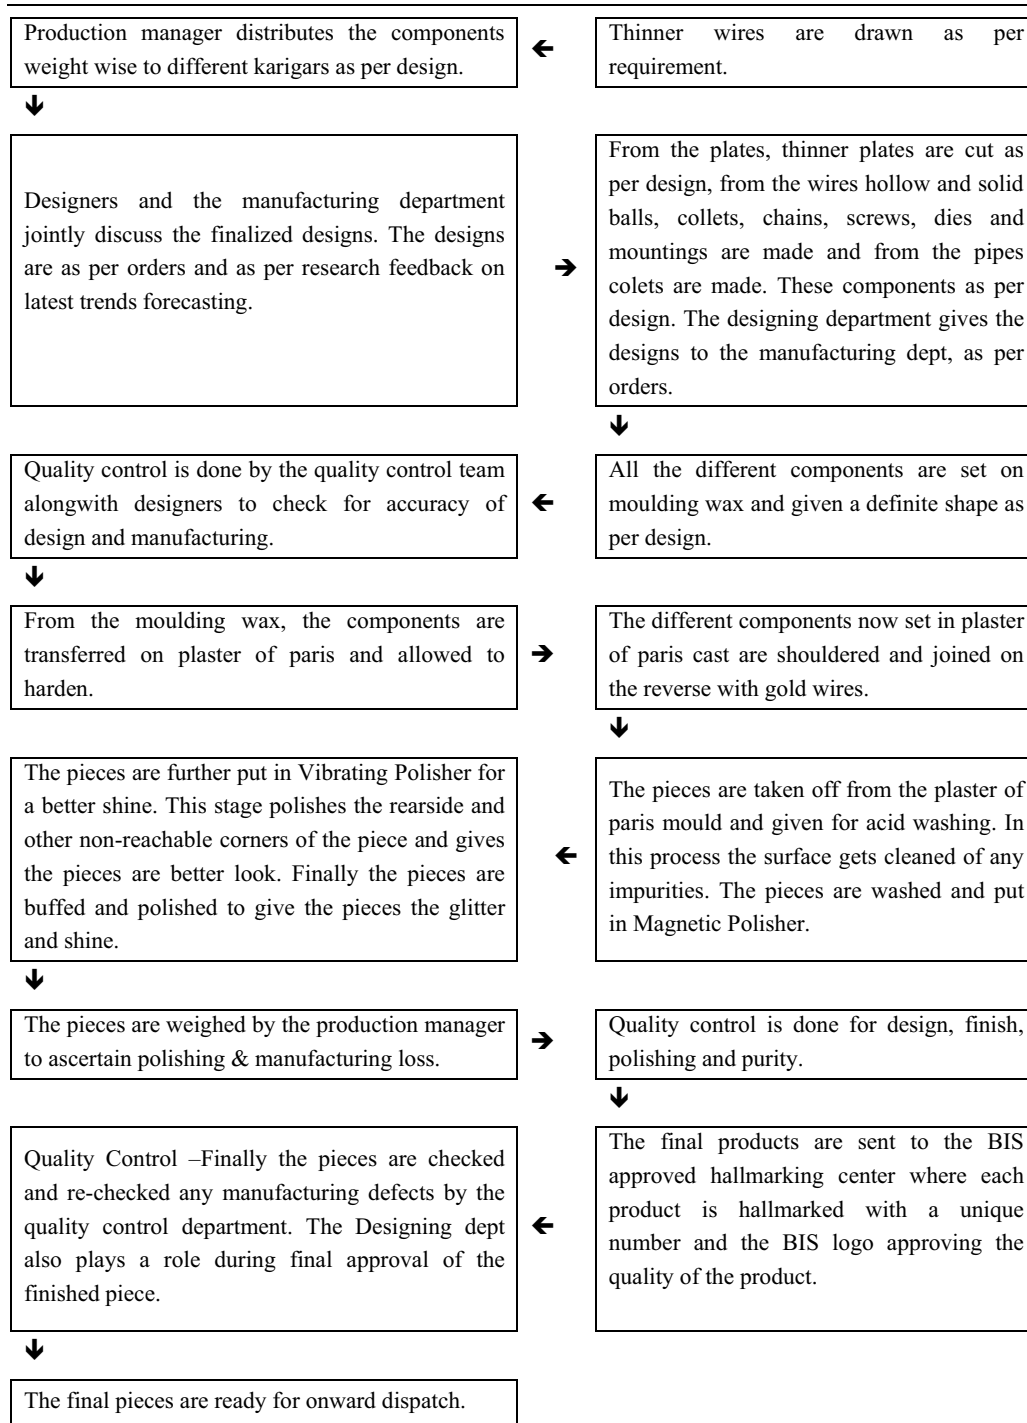 Production manager distributes the components
weight wise to different karigars as per design.
←
Thinner wires are drawn as per
requirement.
↓
Designers and the manufacturing department
jointly discuss the finalized designs. The designs
are as per orders and as per research feedback on
latest trends forecasting.
→
From the plates, thinner plates are cut as
per design, from the wires hollow and solid
balls, collets, chains, screws, dies and
mountings are made and from the pipes
colets are made. These components as per
design. The designing department gives the
designs to the manufacturing dept, as per
orders.
↓
Quality control is done by the quality control team
alongwith designers to check for accuracy of
design and manufacturing.
←
All the different components are set on
moulding wax and given a definite shape as
per design.
↓
From the moulding wax, the components are
transferred on plaster of paris and allowed to
harden.
→
The different components now set in plaster
of paris cast are shouldered and joined on
the reverse with gold wires.
↓
The pieces are further put in Vibrating Polisher for
a better shine. This stage polishes the rearside and
other non-reachable corners of the piece and gives
the pieces are better look. Finally the pieces are
buffed and polished to give the pieces the glitter
and shine.
←
The pieces are taken off from the plaster of
paris mould and given for acid washing. In
this process the surface gets cleaned of any
impurities. The pieces are washed and put
in Magnetic Polisher.
↓
The pieces are weighed by the production manager
to ascertain polishing & manufacturing loss.
→
Quality control is done for design, finish,
polishing and purity.
↓
Quality Control –Finally the pieces are checked
and re-checked any manufacturing defects by the
quality control department. The Designing dept
also plays a role during final approval of the
finished piece.
←
The final products are sent to the BIS
approved hallmarking center where each
product is hallmarked with a unique
number and the BIS logo approving the
quality of the product.
↓
The final pieces are ready for onward dispatch.